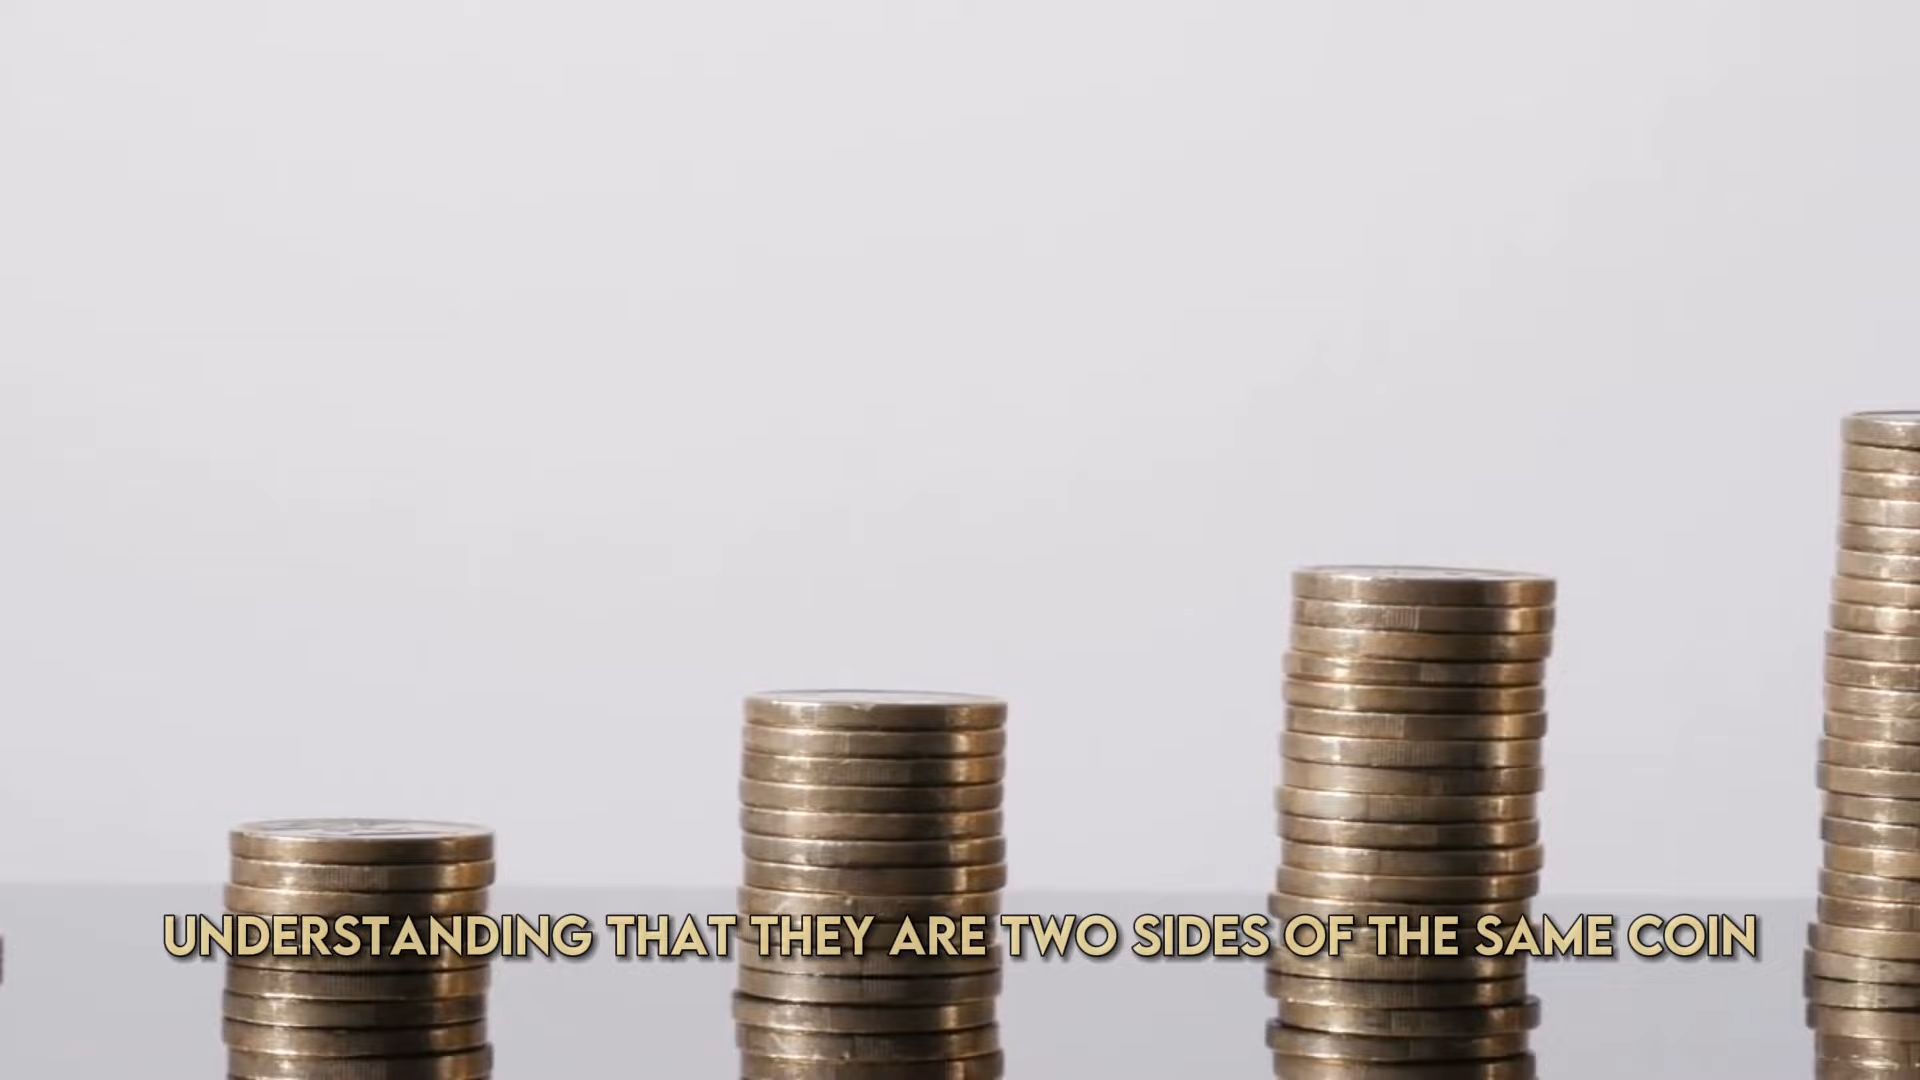 UNDERSTANDING THAT THEY ARE TWO SIDES OF THE SAME COIN